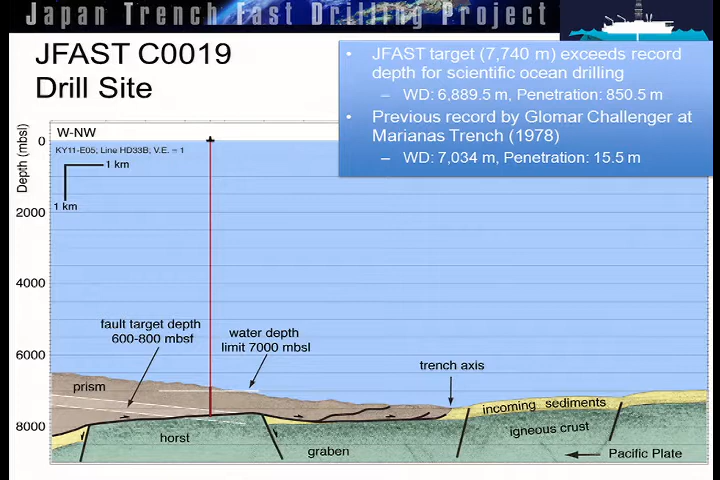 Japan Trench Fast Drilling Project
JFAST C0019
Drill Site
• JFAST target (7,740 m) exceeds record
depth for scientific ocean drilling
– WD: 6,889.5 m, Penetration: 850.5 m
• Previous record by Glomar Challenger at
Marianas Trench (1978)
– WD: 7,034 m, Penetration: 15.5 m
W-NW
KY11-E05; Line HD33B; V.E. = 1
1 km
1 km
Depth (mbsl)
0
2000
4000
6000
8000
fault target depth
600-800 mbsf
water depth
limit 7000 mbsl
trench axis
prism
incoming sediments
horst
igneous crust
graben
Pacific Plate